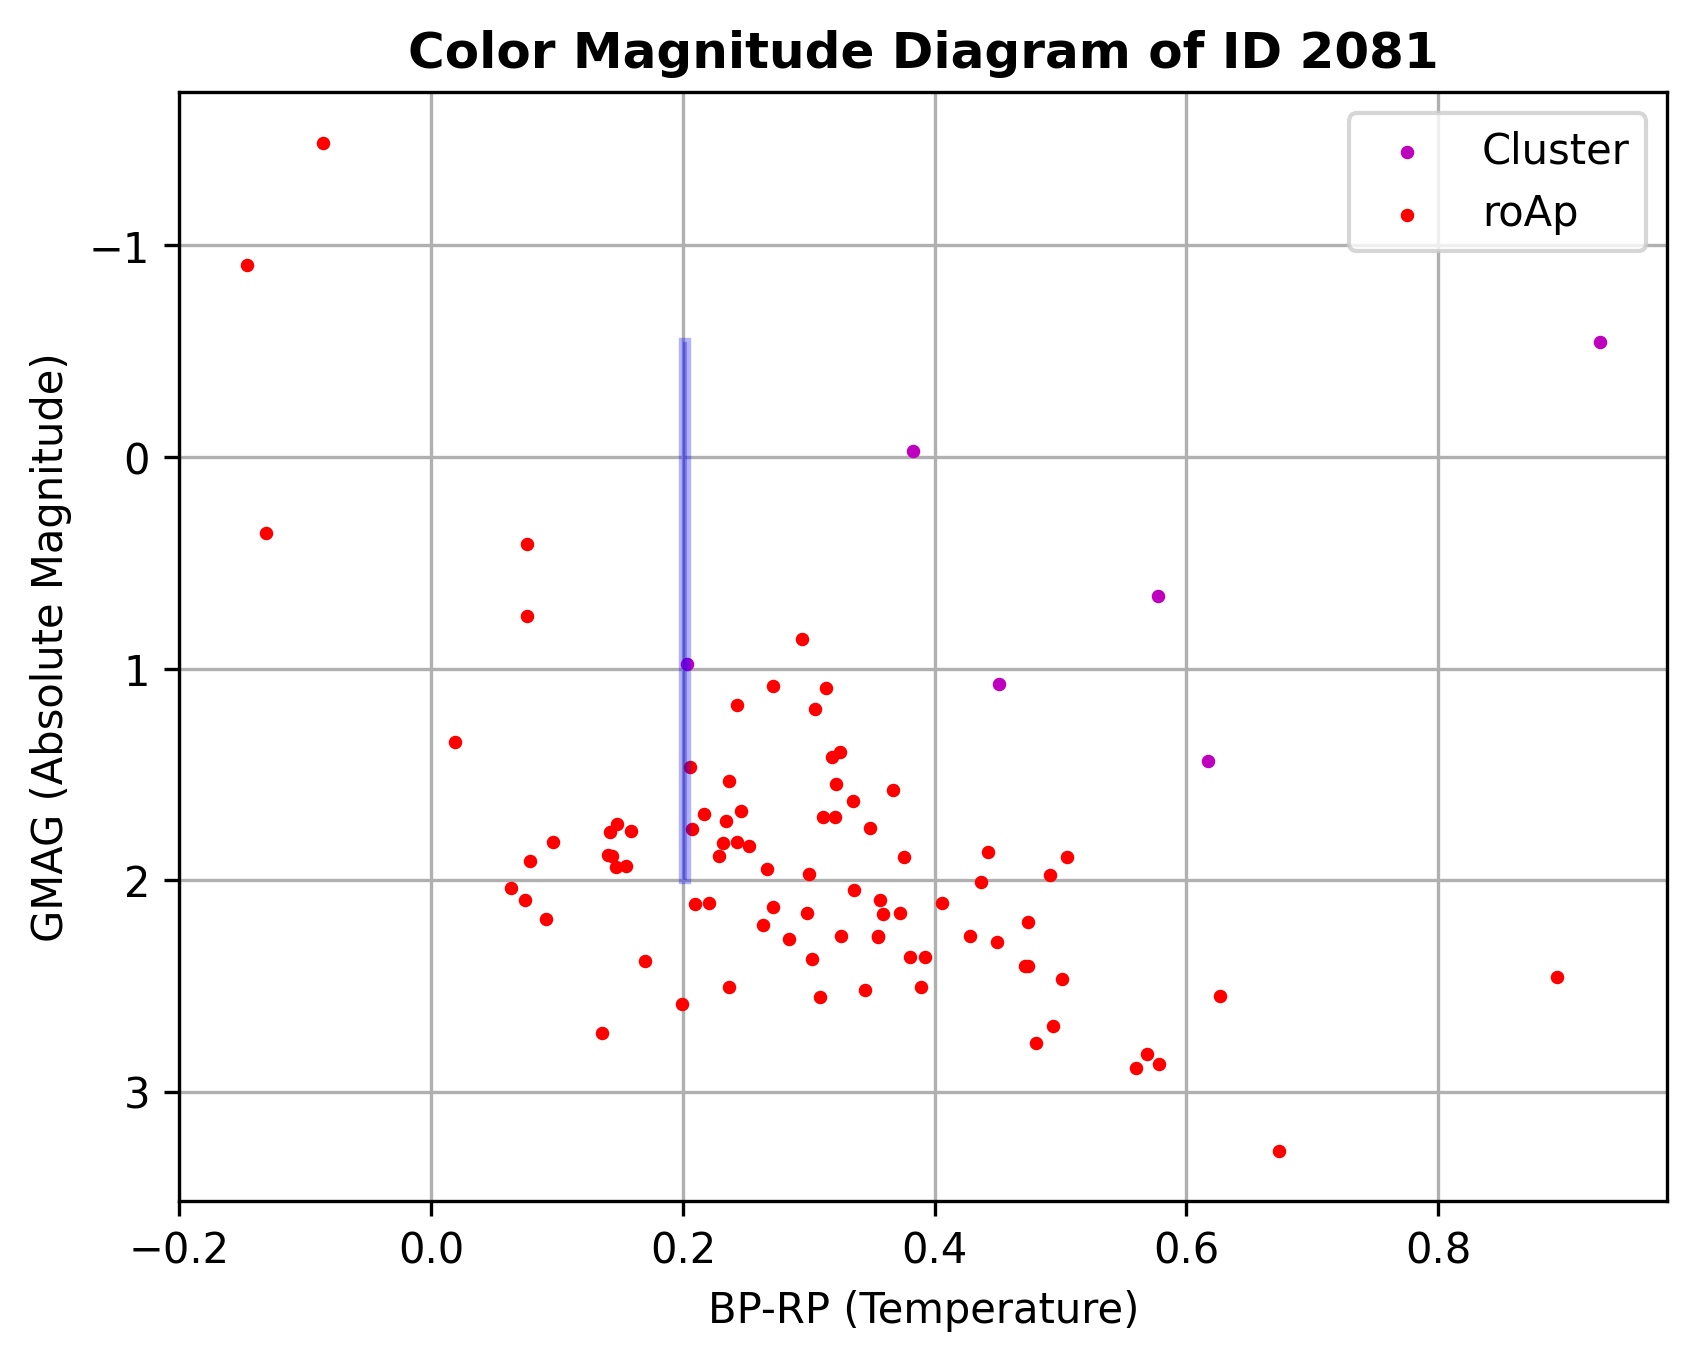 Color Magnitude Diagram of ID 2081
Cluster
roAp
GMAG (Absolute Magnitude)
−1
0
1
2
3
−0.2 0.0 0.2 0.4 0.6 0.8
BP-RP (Temperature)